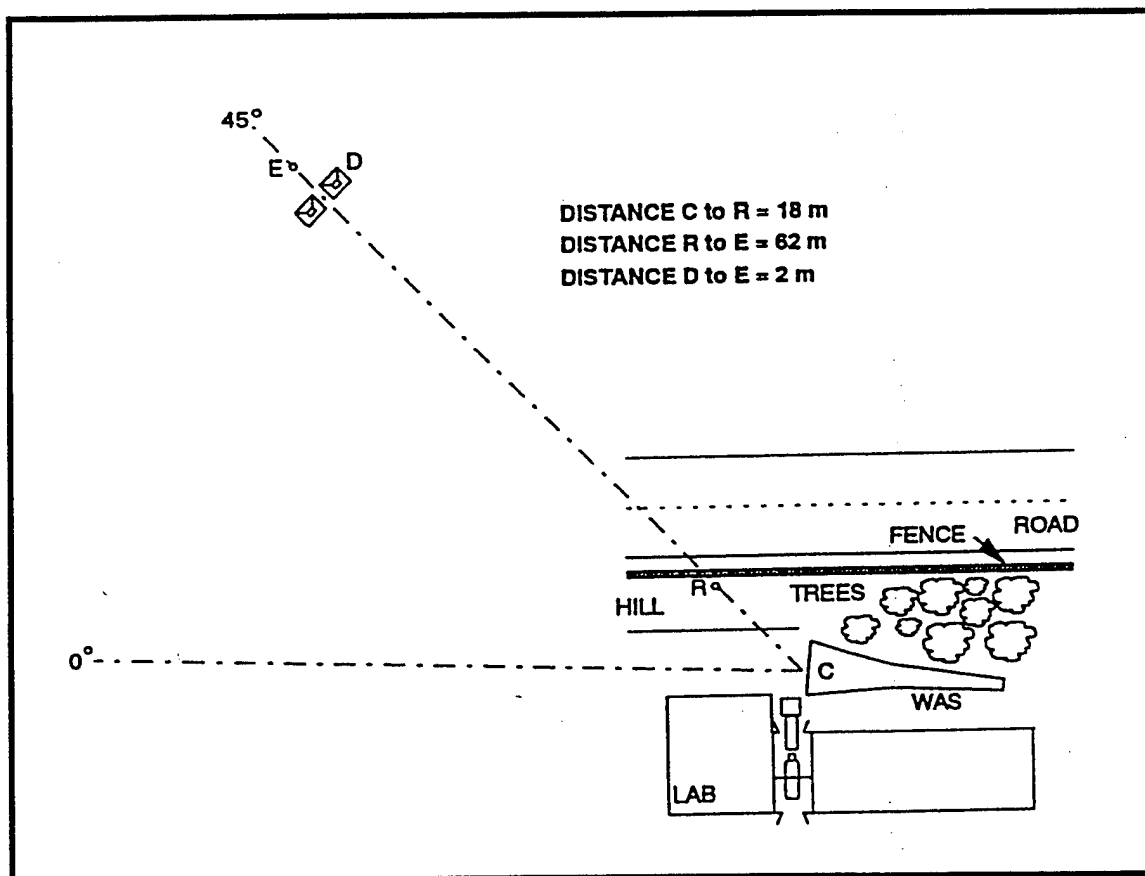 45°
E
D
DISTANCE C to R = 18 m
DISTANCE R to E = 62 m
DISTANCE D to E = 2 m
ROAD
FENCE
R
TREES
HILL
0°
C
WAS
LAB